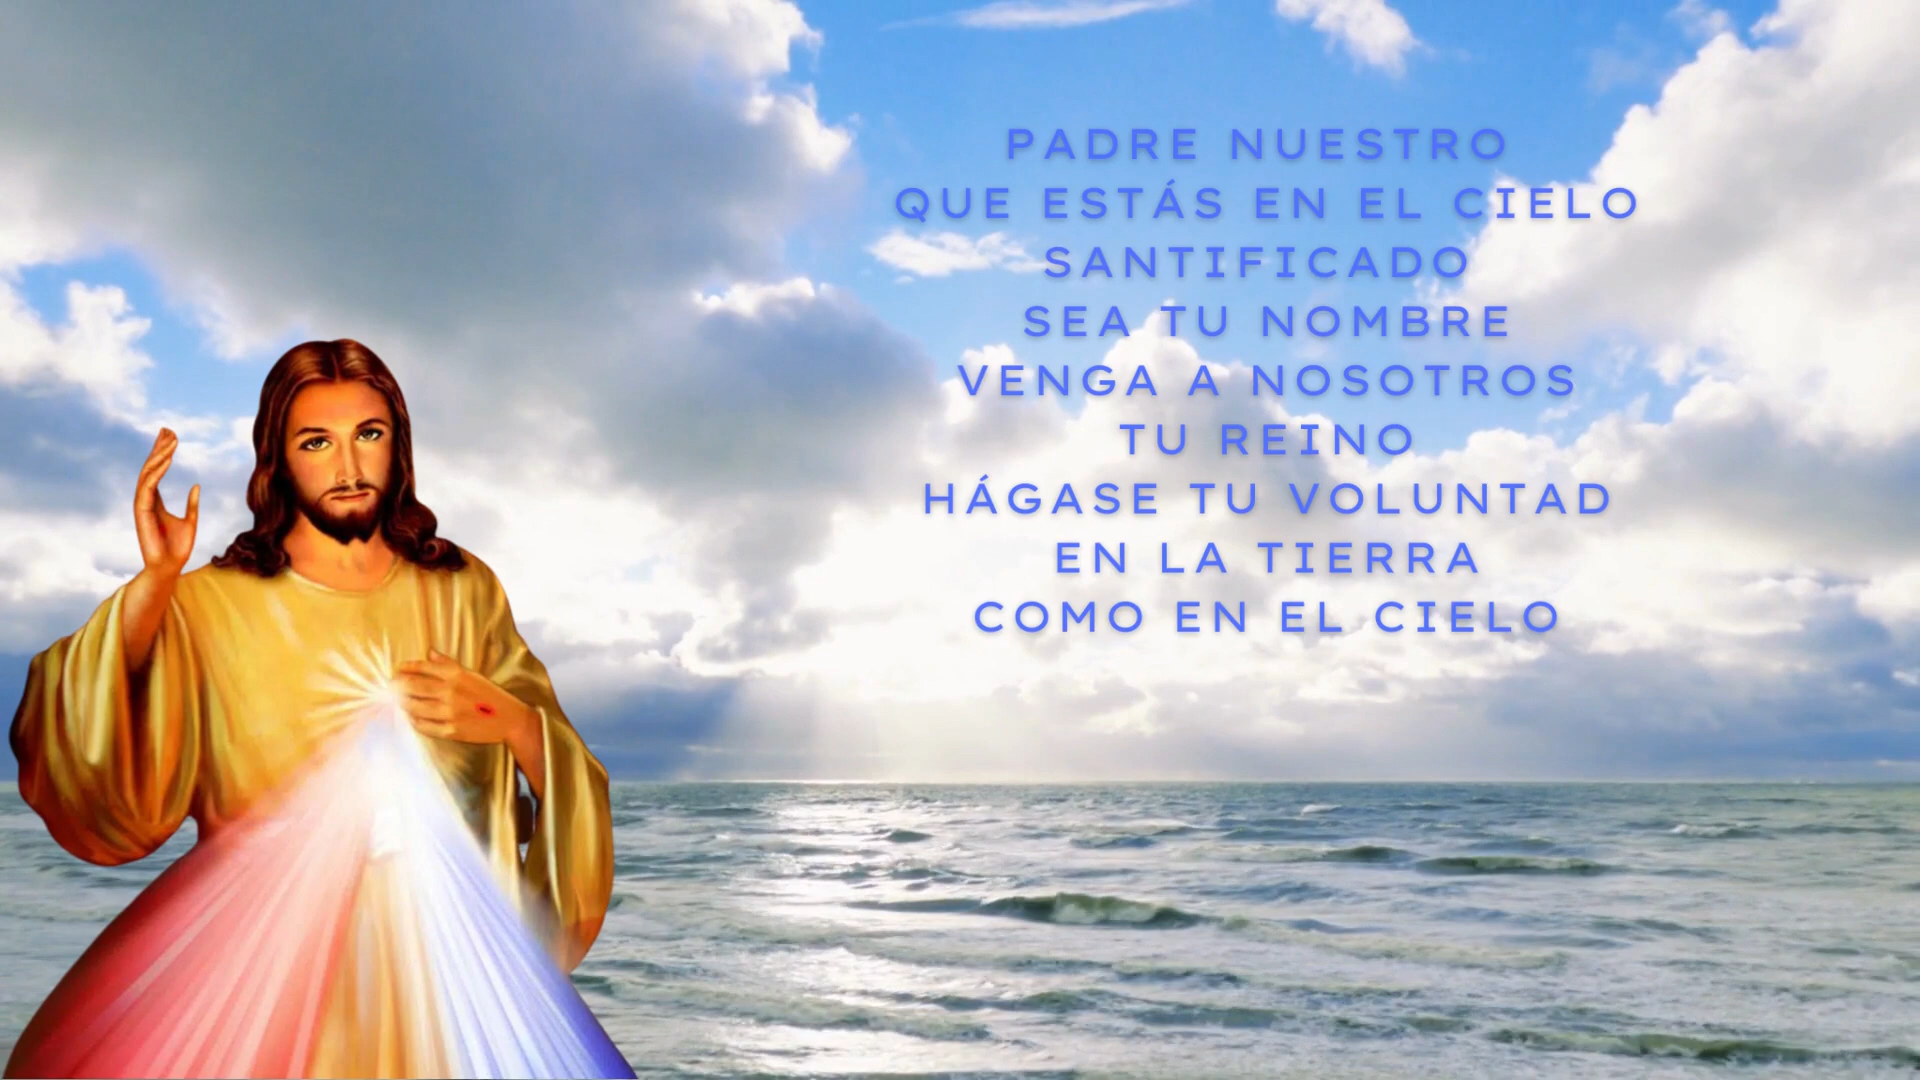 PADRE NUESTRO
QUE ESTÁS EN EL CIELO
SANTIFICADO
SEA TU NOMBRE
VENGA A NOSOTROS
TU REINO
HÁGASE TU VOLUNTAD
EN LA TIERRA
COMO EN EL CIELO